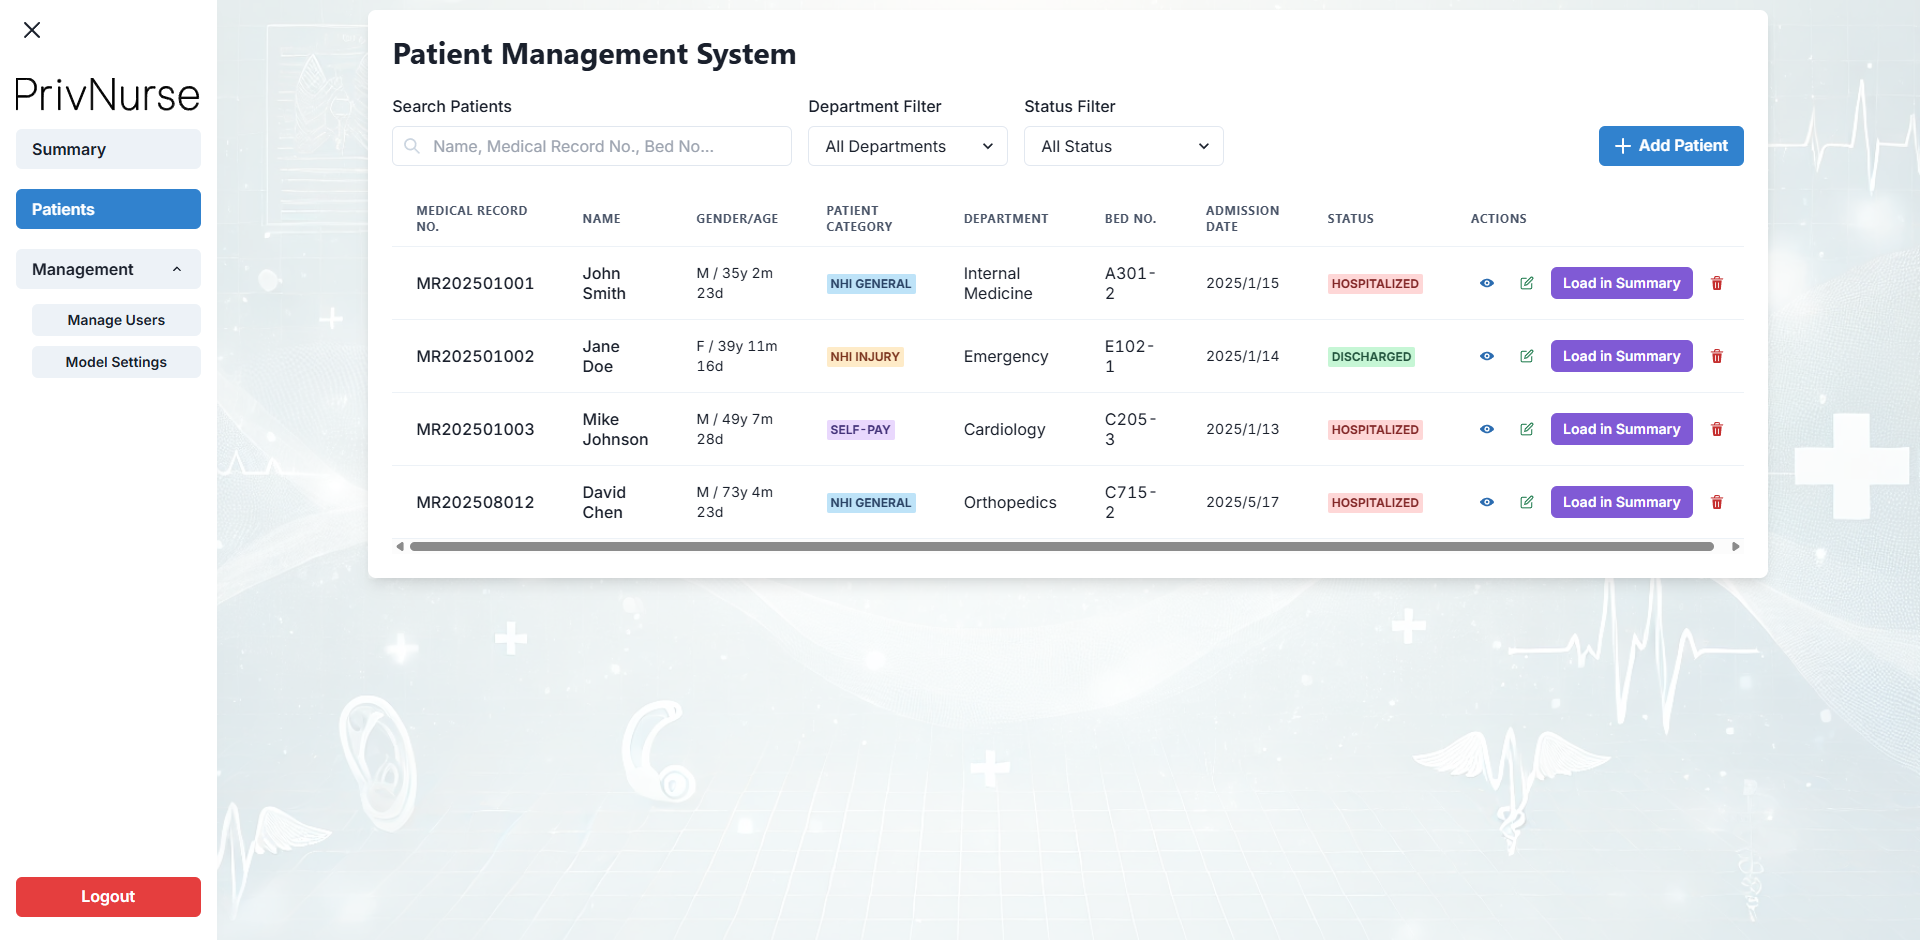 PrivNurse
Summary
Patients
Management
Manage Users
Model Settings
Logout
Patient Management System
Search Patients
Department Filter
Status Filter
Name, Medical Record No., Bed No...
All Departments
All Status
Add Patient
MEDICAL RECORD
NO.
NAME
GENDER/AGE
PATIENT
CATEGORY
DEPARTMENT
BED NO.
ADMISSION
DATE
STATUS
ACTIONS
MR202501001
John
Smith
M / 35y 2m
23d
NHI GENERAL
Internal
Medicine
A301-
2
2025/1/15
HOSPITALIZED
Load in Summary
MR202501002
Jane
Doe
F / 39y 11m
16d
NHI INJURY
Emergency
E102-
1
2025/1/14
DISCHARGED
Load in Summary
MR202501003
Mike
Johnson
M / 49y 7m
28d
SELF-PAY
Cardiology
C205-
3
2025/1/13
HOSPITALIZED
Load in Summary
MR202508012
David
Chen
M / 73y 4m
23d
NHI GENERAL
Orthopedics
C715-
2
2025/5/17
HOSPITALIZED
Load in Summary